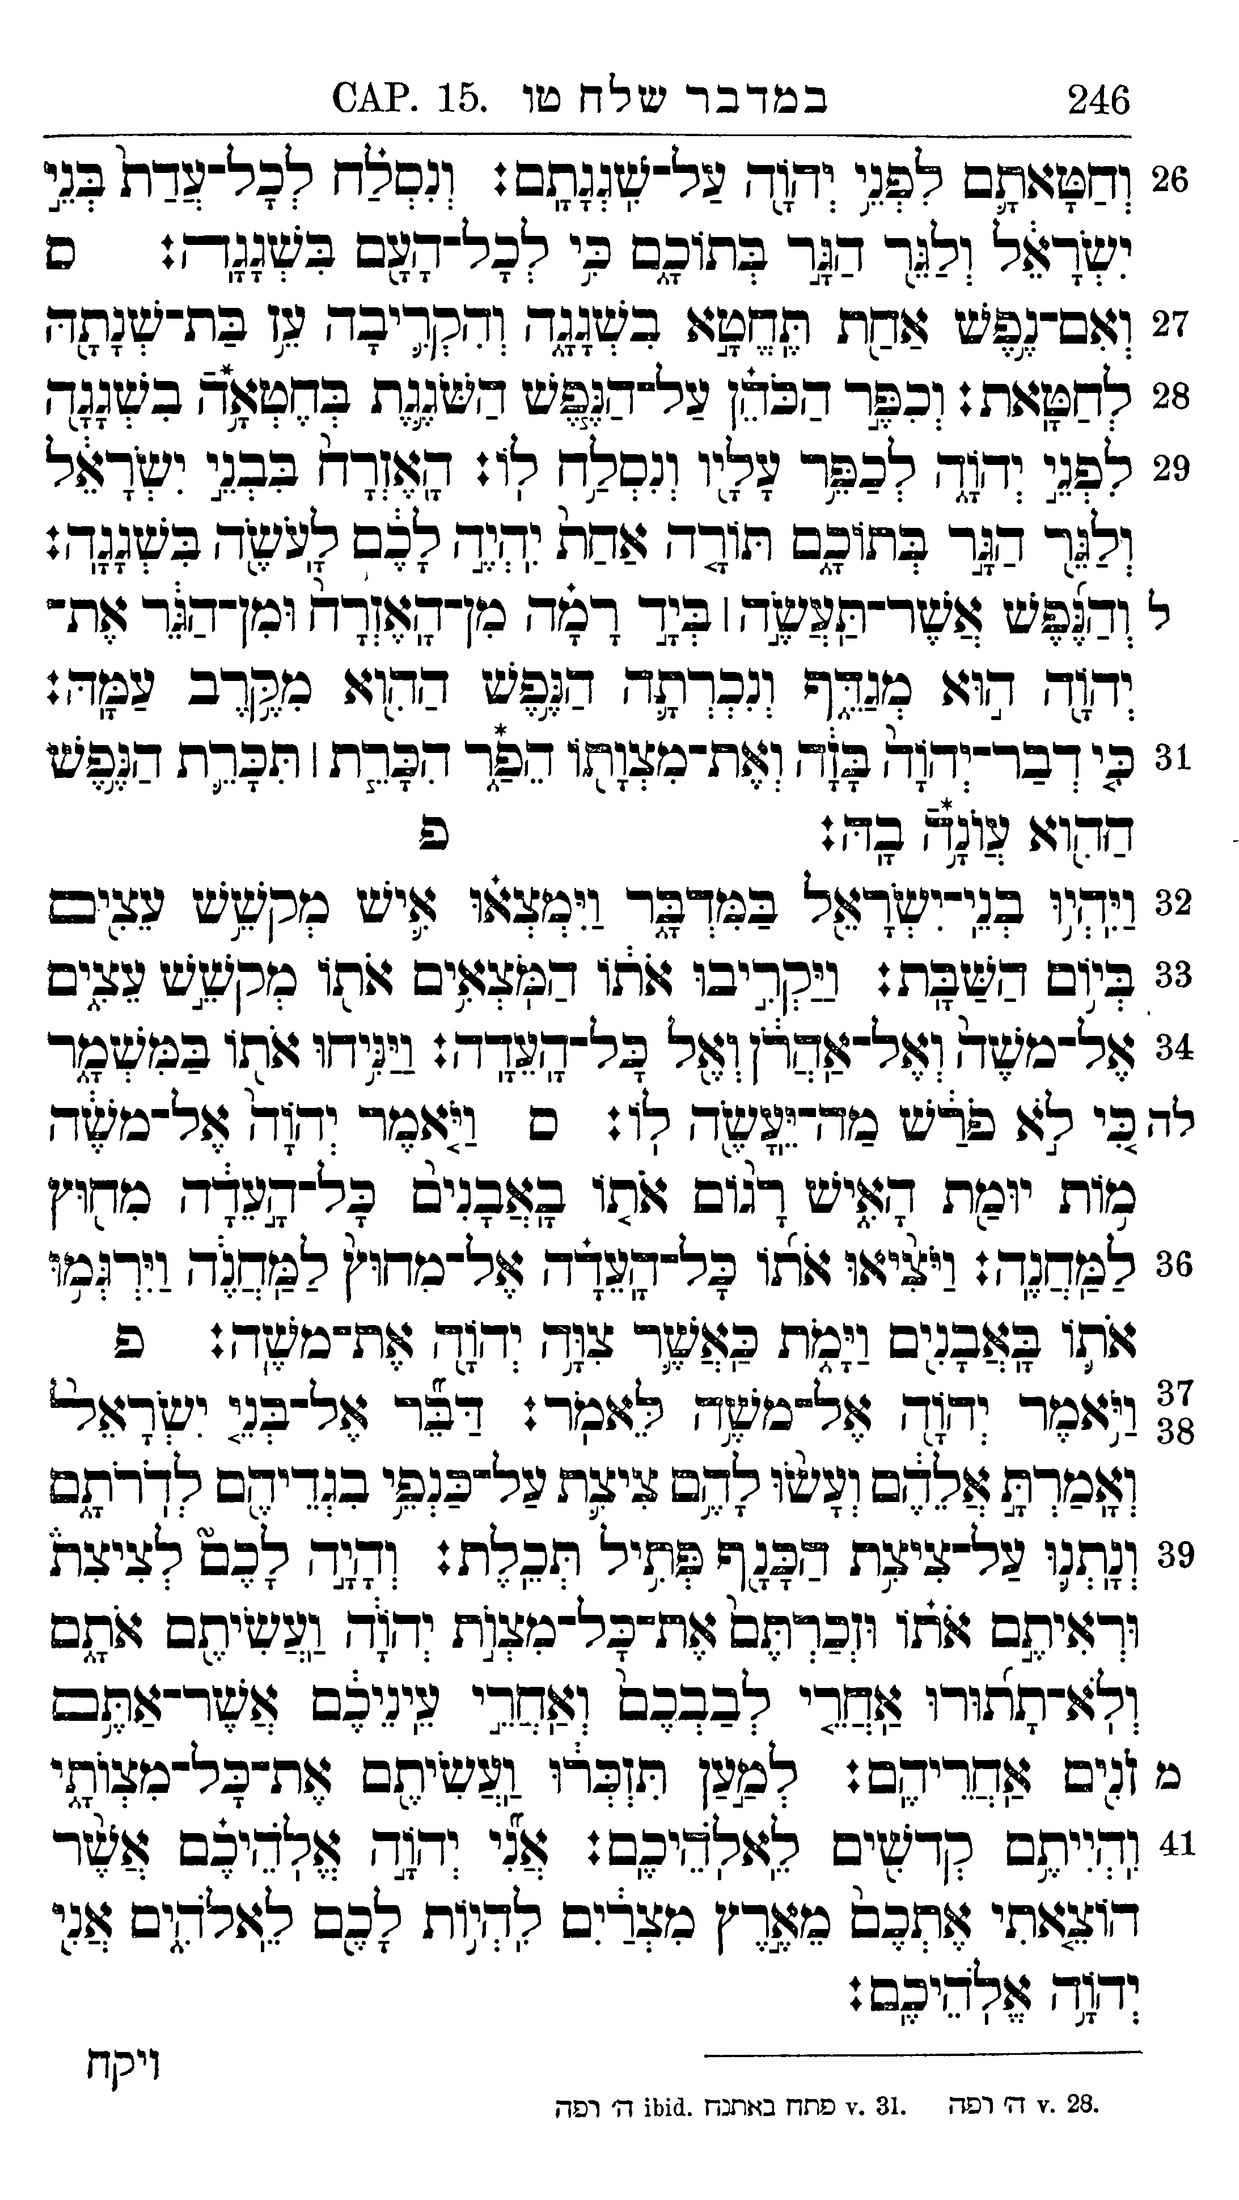 246 במדבר שלח טו CAP. 15.
26 וְחַטָּאתָ֛ם לִפְנֵ֥י יְהוָ֖ה עַל־שִֽׁגְגָתָֽם׃ וְנִסְלַ֗ח לְכָל־עֲדַת֙ בְּנֵ֣י
יִשְׂרָאֵ֔ל וְלַגֵּ֖ר הַגָּ֣ר בְּתוֹכָ֑ם כִּ֥י לְכָל־הָעָ֖ם בִּשְׁגָגָֽה׃ ס
27 וְאִם־נֶ֥פֶשׁ אַחַ֖ת תֶּֽחֱטָ֣א בִשְׁגָגָ֑ה וְהִקְרִ֛יבָה עֵ֥ז בַּת־שְׁנָתָ֖הּ
28 לְחַטָּֽאת׃ וְכִפֶּ֣ר הַכֹּהֵ֗ן עַל־הַנֶּ֧פֶשׁ הַשֹּׁגֶ֛גֶת בְּחֶטְאָ֥הֿ* בִשְׁגָגָ֖ה
29 לִפְנֵ֣י יְהוָ֑ה לְכַפֵּ֥ר עָלָ֖יו וְנִסְלַ֥ח לֽוֹ׃ הָֽאֶזְרָח֙ בִּבְנֵ֣י יִשְׂרָאֵ֔ל
וְלַגֵּ֖ר הַגָּ֣ר בְּתוֹכָ֑ם תּוֹרָ֤ה אַחַת֙ יִֽהְיֶ֣ה לָכֶ֔ם לָֽעֹשֶׂ֖ה בִּשְׁגָגָֽה׃
ל וְהַנֶּ֜פֶשׁ אֲשֶׁר־תַּֽעֲשֶׂ֣ה ׀ בְּיָ֣ד רָמָ֗ה מִן־הָֽאֶזְרָח֙ וּמִן־הַגֵּ֔ר אֶת־
יְהוָ֖ה ה֣וּא מְגַדֵּ֑ף וְנִכְרְתָ֛ה הַנֶּ֥פֶשׁ הַהִ֖וא מִקֶּ֥רֶב עַמָּֽהּ׃
31 כִּ֤י דְבַר־יְהוָה֙ בָּזָ֔ה וְאֶת־מִצְוָת֖וֹ הֵפַ֑ר* הִכָּרֵ֧ת ׀ תִּכָּרֵ֛ת הַנֶּ֥פֶשׁ
הַהִ֖וא עֲוֺנָ֥הֿ* בָֽהּ׃ פ
32 וַיִּֽהְי֥וּ בְנֵֽי־יִשְׂרָאֵ֖ל בַּמִּדְבָּ֑ר וַֽיִּמְצְא֗וּ אִ֛ישׁ מְקֹשֵׁ֥שׁ עֵצִ֖ים
33 בְּי֥וֹם הַשַּׁבָּֽת׃ וַיַּקְרִ֣יבוּ אֹת֔וֹ הַמֹּֽצְאִ֥ים אֹת֖וֹ מְקֹשֵׁ֣שׁ עֵצִ֑ים
34 אֶל־מֹשֶׁה֙ וְאֶֽל־אַֽהֲרֹ֔ן וְאֶ֖ל כָּל־הָֽעֵדָֽה׃ וַיַּנִּ֥יחוּ אֹת֖וֹ בַּמִּשְׁמָ֑ר
לה כִּ֚י לֹ֣א פֹרַ֔שׁ מַה־יֵּֽעָשֶׂ֖ה לֽוֹ׃ ס וַיֹּ֤אמֶר יְהוָה֙ אֶל־מֹשֶׁ֔ה
מ֥וֹת יוּמַ֖ת הָאִ֑ישׁ רָג֨וֹם אֹת֤וֹ בָֽאֲבָנִים֙ כָּל־הָ֣עֵדָ֔ה מִח֖וּץ
36 לַֽמַּֽחֲנֶֽה׃ וַיֹּצִ֨יאוּ אֹת֜וֹ כָּל־הָֽעֵדָ֗ה אֶל־מִחוּץ֙ לַֽמַּֽחֲנֶ֔ה וַיִּרְגְּמ֥וּ
אֹת֛וֹ בָּֽאֲבָנִ֖ים וַיָּמֹ֑ת כַּֽאֲשֶׁ֛ר צִוָּ֥ה יְהוָ֖ה אֶת־מֹשֶֽׁה׃ פ
37 38 וַיֹּ֥אמֶר יְהוָ֖ה אֶל־מֹשֶׁ֥ה לֵּאמֹֽר׃ דַּבֵּ֞ר אֶל־בְּנֵ֤י יִשְׂרָאֵל֙
וְאָֽמַרְתָּ֣ אֲלֵהֶ֔ם וְעָשׂ֨וּ לָהֶ֥ם צִיצִ֛ת עַל־כַּנְפֵ֥י בִגְדֵיהֶ֖ם לְדֹֽרֹתָ֑ם
39 וְנָֽתְנ֛וּ עַל־צִיצִ֥ת הַכָּנָ֖ף פְּתִ֥יל תְּכֵֽלֶת׃ וְהָיָ֣ה לָכֶם֮ לְצִיצִת֒
וּרְאִיתֶ֣ם אֹת֗וֹ וּזְכַרְתֶּם֙ אֶת־כָּל־מִצְוֺ֣ת יְהוָ֔ה וַֽעֲשִׂיתֶ֖ם אֹתָ֑ם
וְלֹֽא־תָת֜וּרוּ אַֽחֲרֵ֤י לְבַבְכֶם֙ וְאַֽחֲרֵ֣י עֵֽינֵיכֶ֔ם אֲשֶׁר־אַתֶּ֥ם
מ זֹנִ֖ים אַֽחֲרֵיהֶֽם׃ לְמַ֣עַן תִּזְכְּר֔וּ וַֽעֲשִׂיתֶ֖ם אֶת־כָּל־מִצְוֺתָ֑י
41 וִֽהְיִיתֶ֥ם קְדֹשִׁ֖ים לֵֽאלֹֽהֵיכֶֽם׃ אֲנִ֞י יְהוָ֣ה אֱלֹֽהֵיכֶ֗ם אֲשֶׁ֨ר
הוֹצֵ֤אתִי אֶתְכֶם֙ מֵאֶ֣רֶץ מִצְרַ֔יִם לִֽהְי֥וֹת לָכֶ֖ם לֵֽאלֹהִ֑ים אֲנִ֖י
יְהוָ֥ה אֱלֹֽהֵיכֶֽם׃
ויקח
v. 28. ה׳ רפה v. 31. פתח באתנח ibid. ה׳ רפה